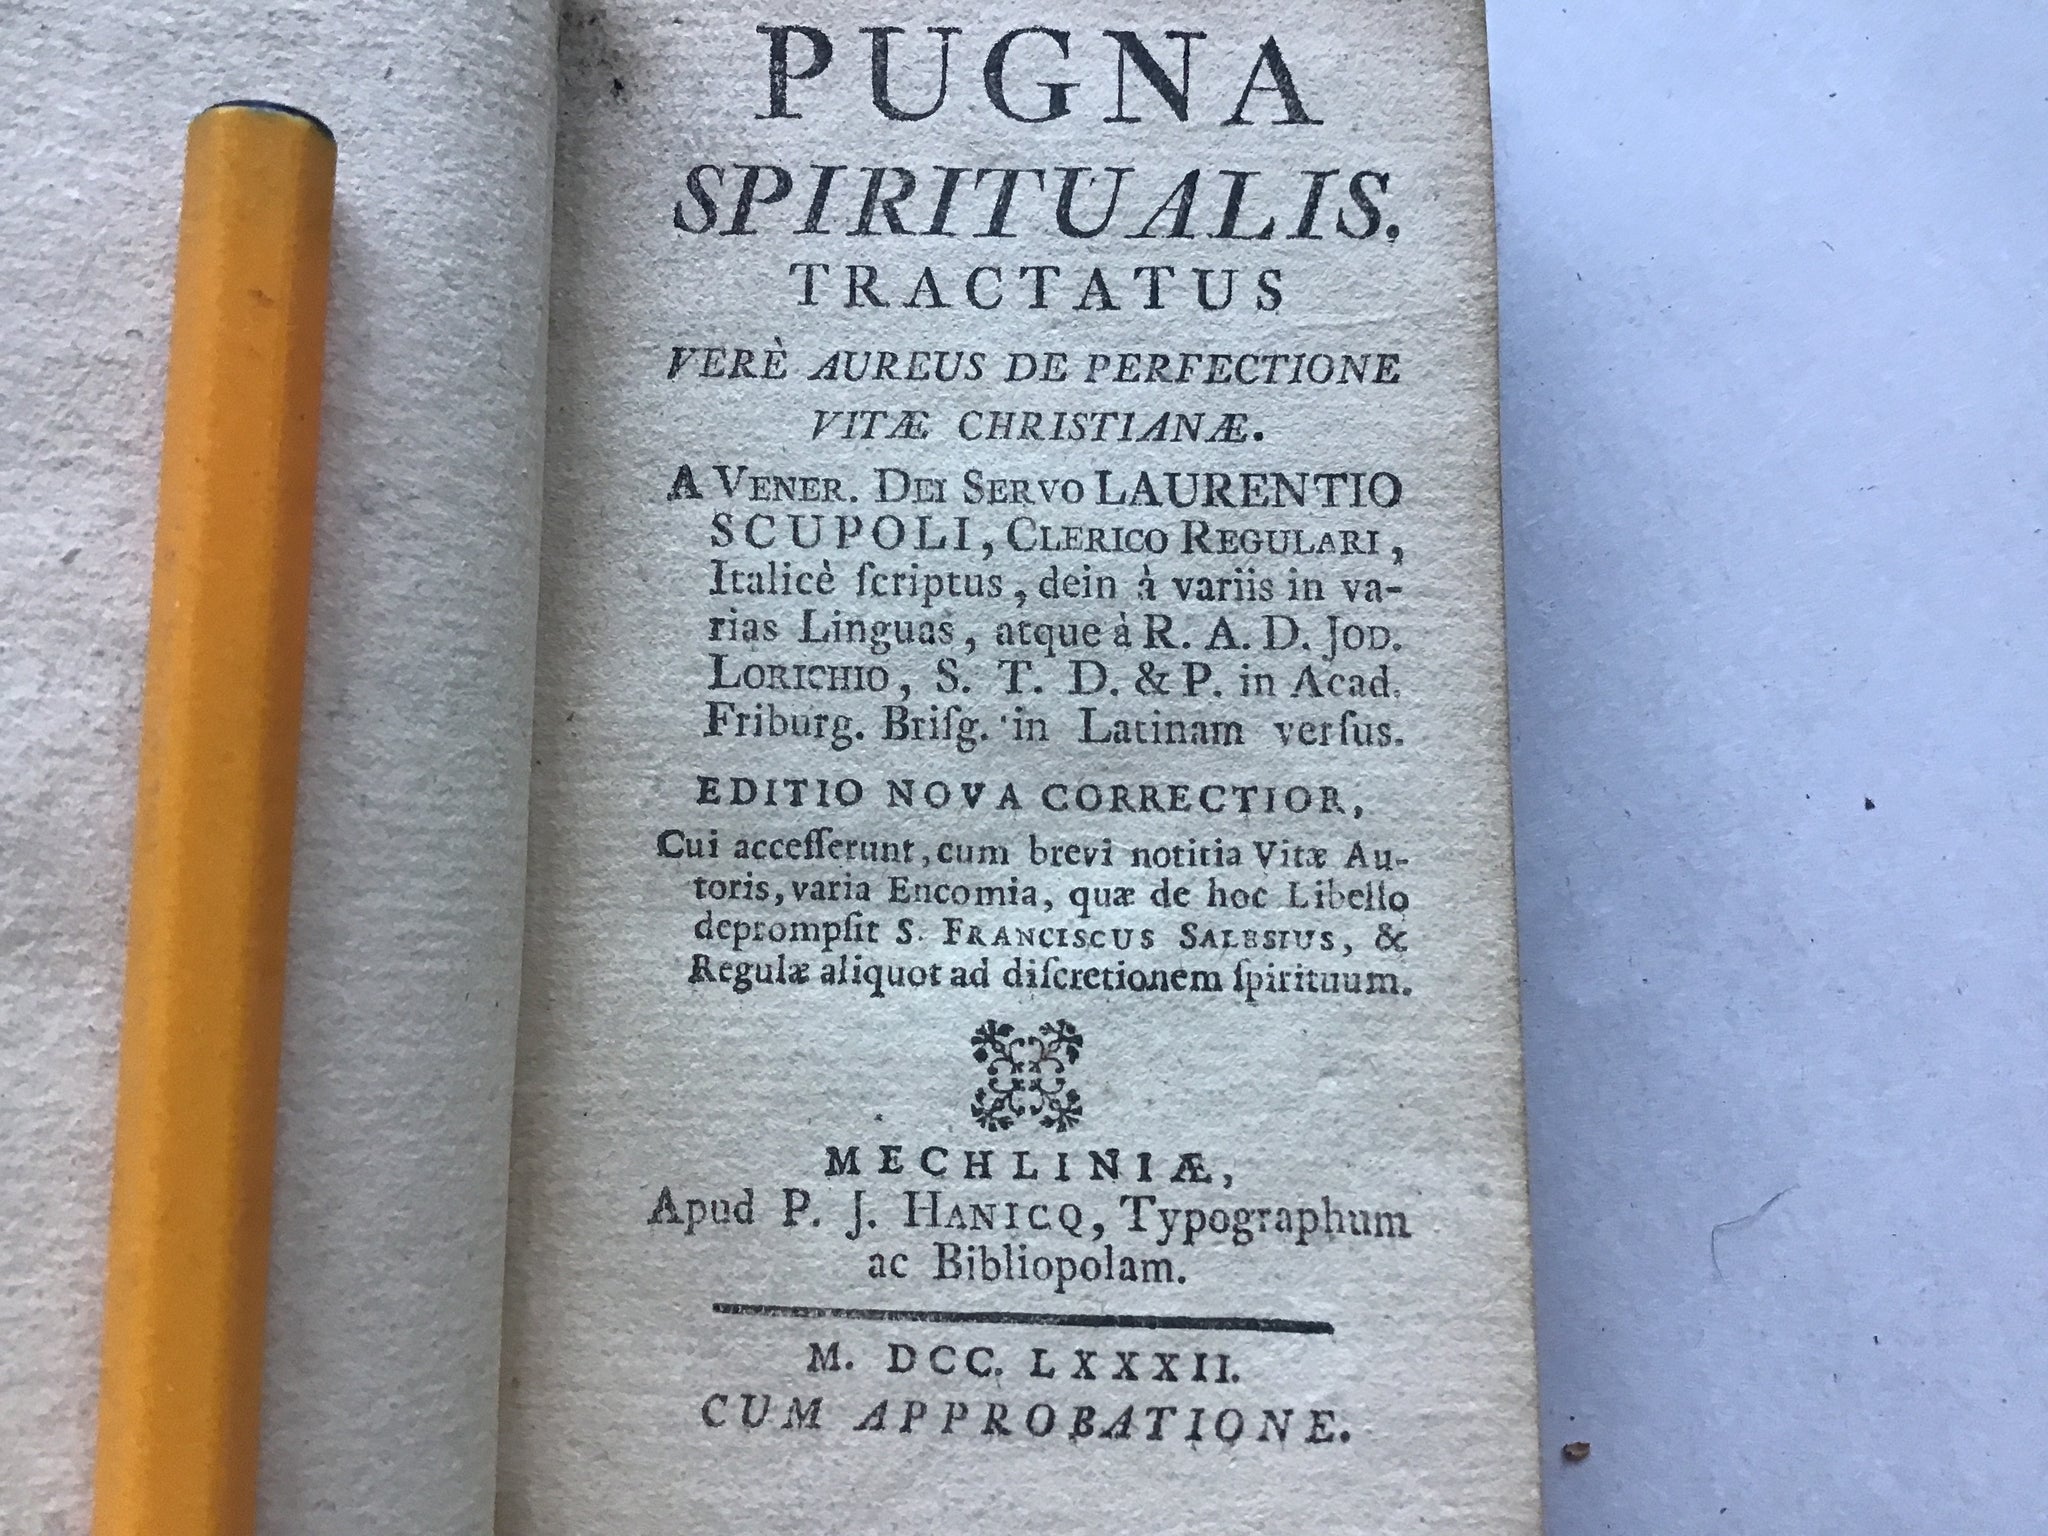 PUGNA
SPIRITUALIS.
TRACTATUS
VERÈ AUREUS DE PERFECTIONE
VITÆ CHRISTIANÆ.
A VENER. DEI SERVO LAURENTIO
SCUPOLI, CLERICO REGULARI,
Italicè ſcriptus, dein à variis in va-
rias Linguas, atque à R. A. D. JOD.
LORICHIO, S. T. D. & P. in Acad.
Friburg. Briſg. in Latinam verſus.
EDITIO NOVA CORRECTIOR,
Cui acceſſerunt, cum brevi notitia Vitæ Au-
toris, varia Encomia, quæ de hoc Libello
deprompſit S. FRANCISCUS SALESIUS, &
Regulæ aliquot ad diſcretionem ſpirituum.
MECHLINIÆ,
Apud P. J. HANICQ, Typographum
ac Bibliopolam.
M. DCC. LXXXII.
CUM APPROBATIONE.